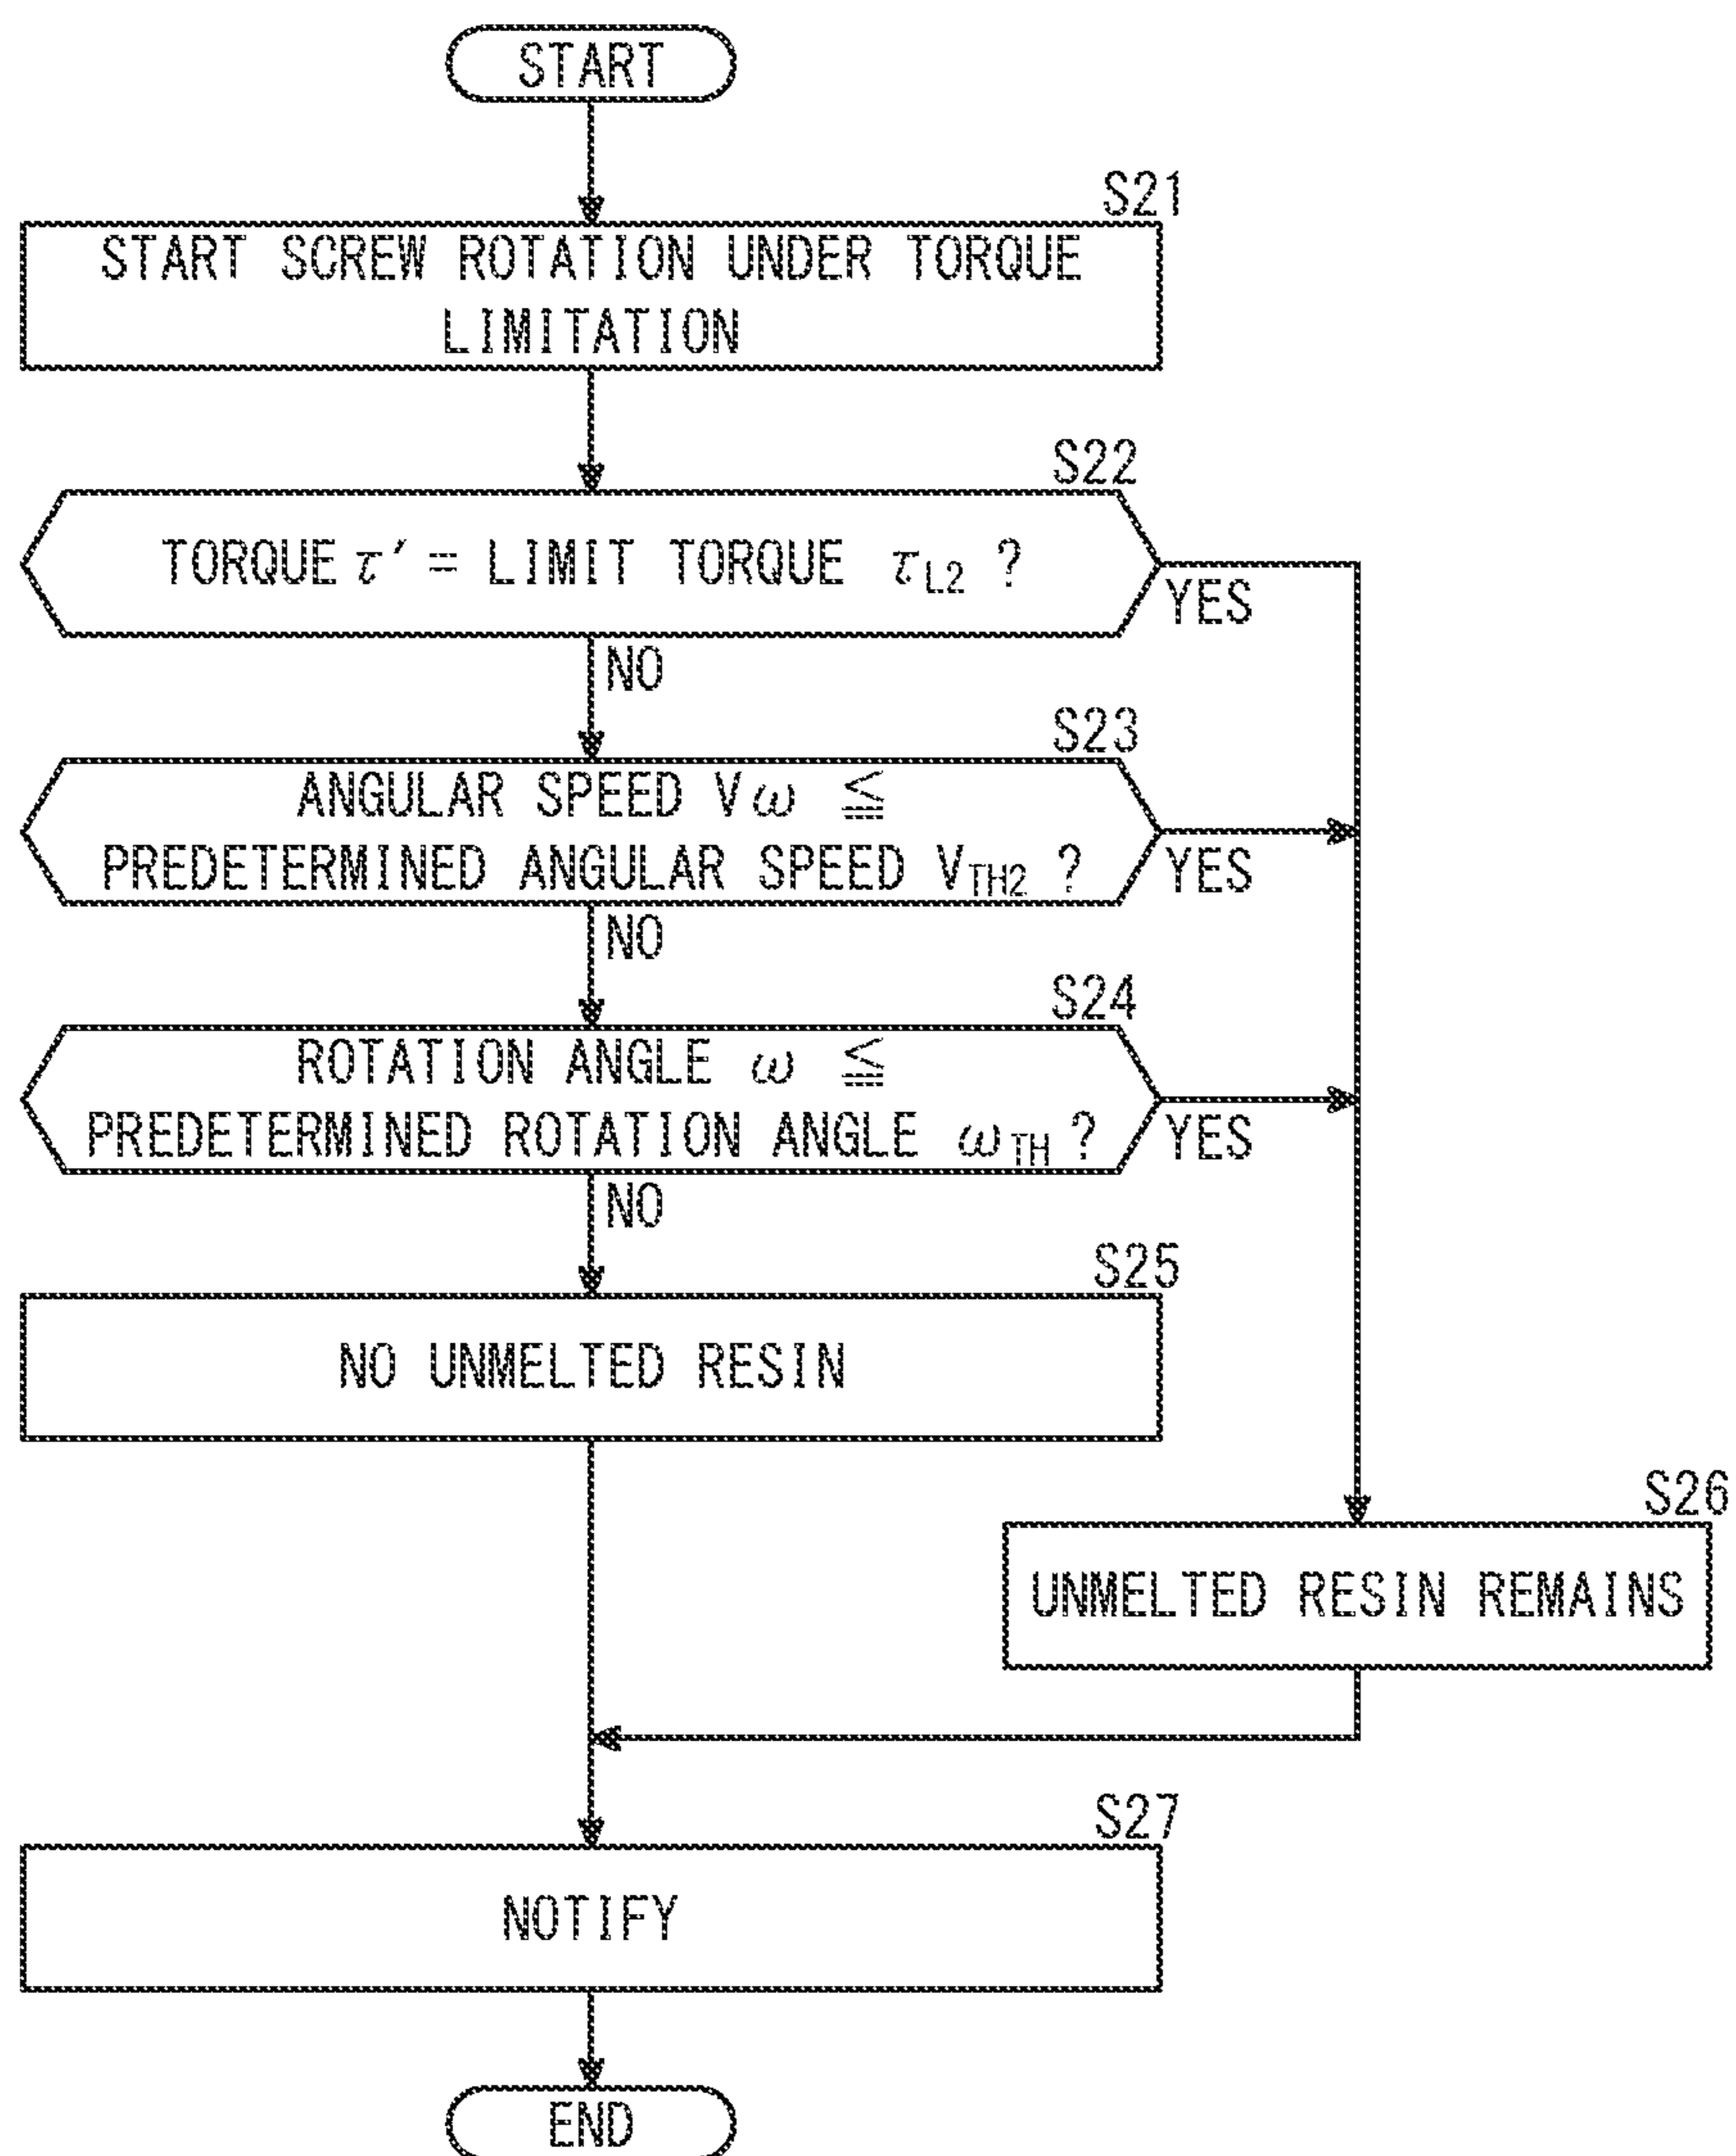 START
S21
START SCREW ROTATION UNDER TORQUE
LIMITATION
S22
TORQUE τ' = LIMIT TORQUE τL2 ?
YES
NO
S23
ANGULAR SPEED Vω ≦
PREDETERMINED ANGULAR SPEED VTH2 ?
YES
NO
S24
ROTATION ANGLE ω ≦
PREDETERMINED ROTATION ANGLE ωTH ?
YES
NO
S25
NO UNMELTED RESIN
S26
UNMELTED RESIN REMAINS
S27
NOTIFY
END